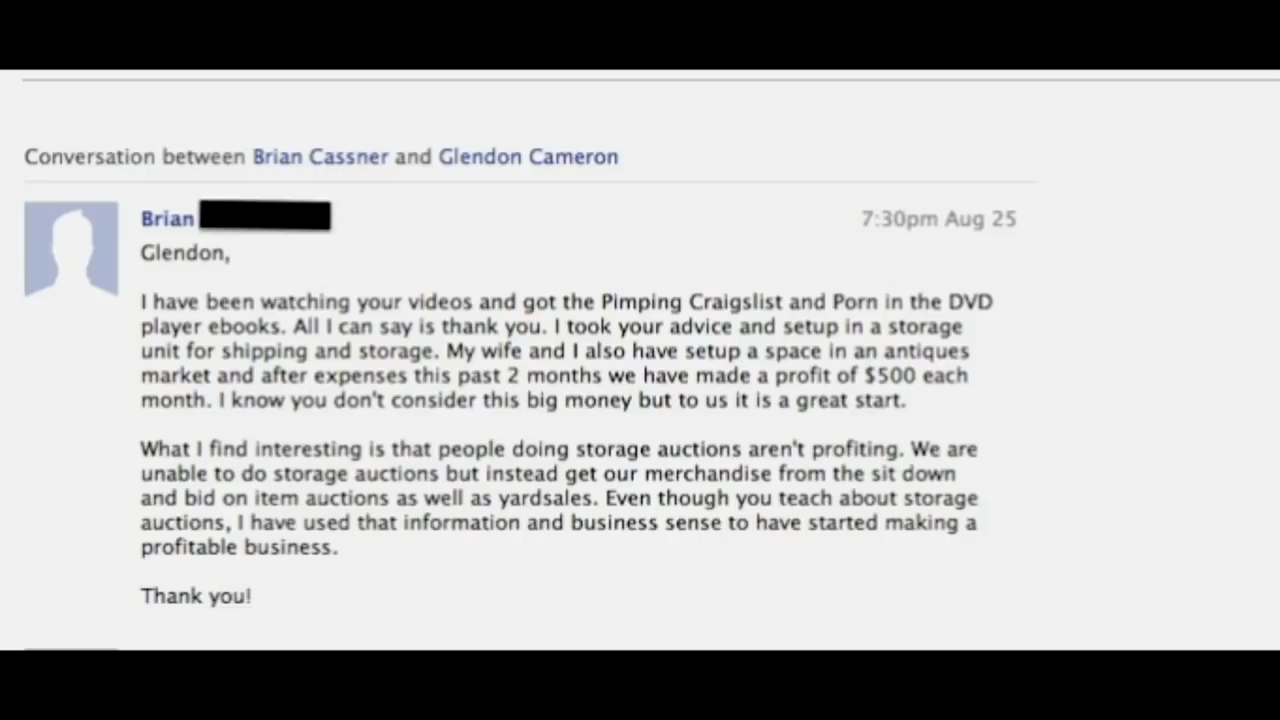 Conversation between Brian Cassner and Glendon Cameron
Brian
7:30pm Aug 25
Glendon,
I have been watching your videos and got the Pimping Craigslist and Porn in the DVD
player ebooks. All I can say is thank you. I took your advice and setup in a storage
unit for shipping and storage. My wife and I also have setup a space in an antiques
market and after expenses this past 2 months we have made a profit of $500 each
month. I know you don't consider this big money but to us it is a great start.
What I find interesting is that people doing storage auctions aren't profiting. We are
unable to do storage auctions but instead get our merchandise from the sit down
and bid on item auctions as well as yardsales. Even though you teach about storage
auctions, I have used that information and business sense to have started making a
profitable business.
Thank you!